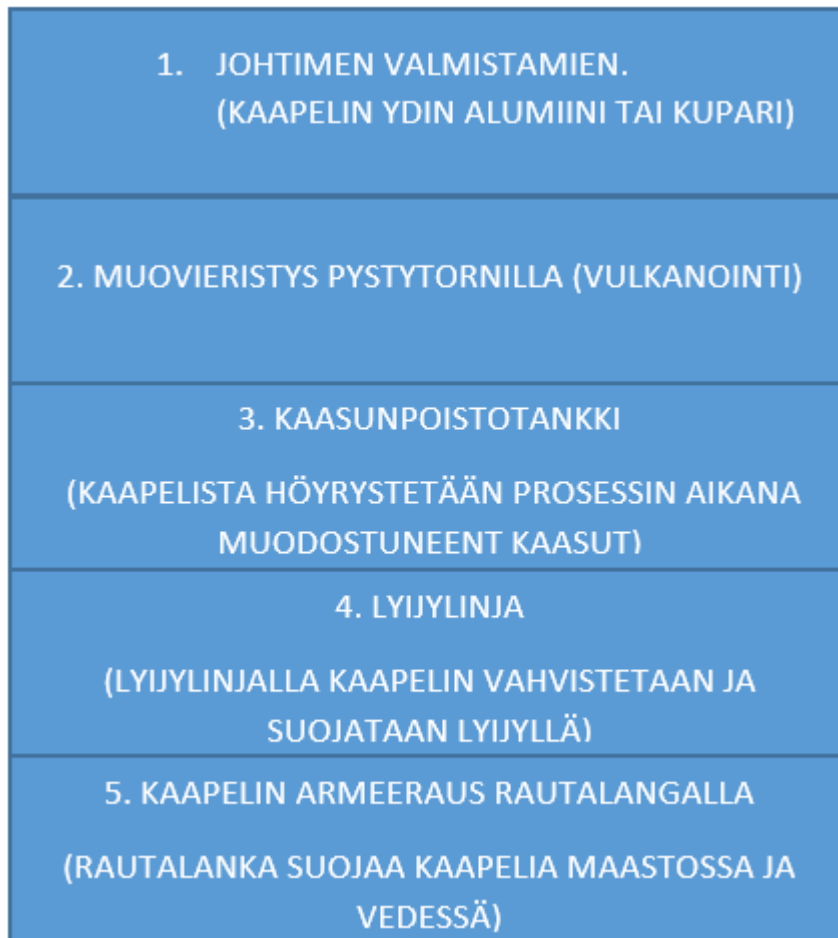 1. JOHTIMEN VALMISTAMIEN.
(KAAPELIN YDIN ALUMIINI TAI KUPARI)
2. MUOVIERISTYS PYSTYTORNILLA (VULKANOINTI)
3. KAASUNPOISTOTANKKI
(KAAPELISTA HÖYRYSTETÄÄN PROSESSIN AIKANA
MUODOSTUNEENT KAASUT)
4. LYIJYLINJA
(LYIJYLINJALLA KAAPELIN VAHVISTETAAN JA
SUOJATAAN LYIJYLLÄ)
5. KAAPELIN ARMEERAUS RAUTALANGALLA
(RAUTALANKA SUOJAA KAAPELIA MAASTOSSA JA
VEDESSÄ)